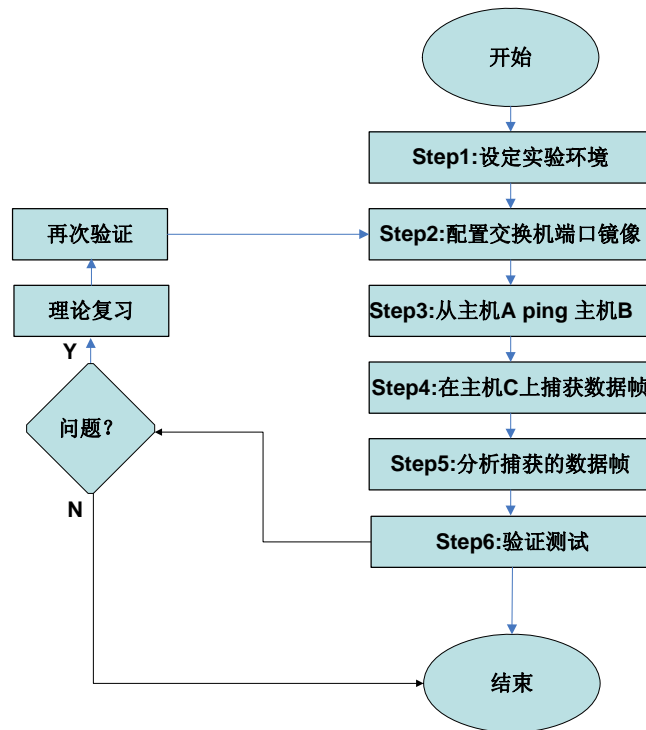 开始
Step1:设定实验环境
Step2:配置交换机端口镜像
Step3:从主机A ping 主机B
Step4:在主机C上捕获数据帧
Step5:分析捕获的数据帧
Step6:验证测试
再次验证
理论复习
Y
问题?
N
结束